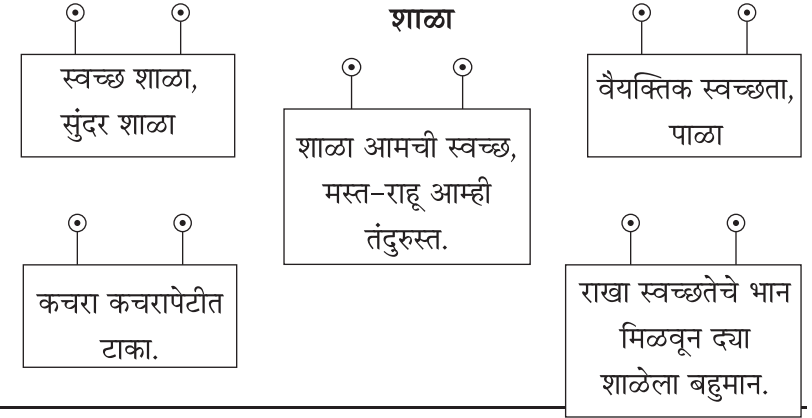 शाळा
स्वच्छ शाळा,
सुंदर शाळा
शाळा आमची स्वच्छ,
मस्त-राहू आम्ही
तंदुरुस्त.
वैयक्तिक स्वच्छता,
पाळा
कचरा कचरापेटीत
टाका.
राखा स्वच्छतेचे भान
मिळवून द्या
शाळेला बहुमान.